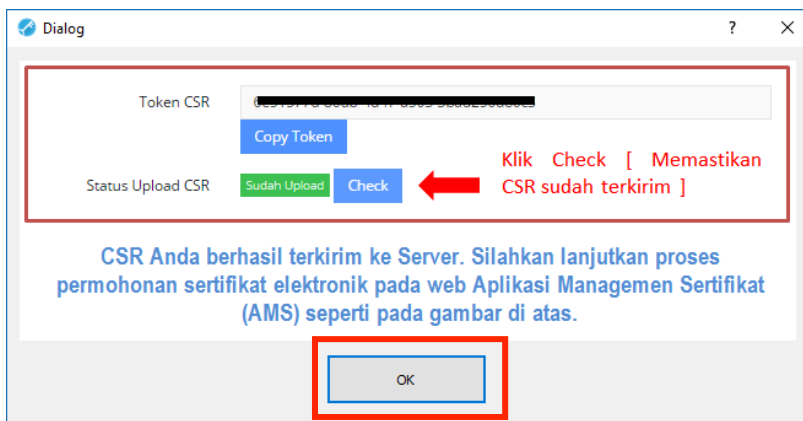 Dialog
?
Token CSR
Copy Token
Klik Check [ Memastikan
CSR sudah terkirim ]
Status Upload CSR
Sudah Upload
Check
CSR Anda berhasil terkirim ke Server. Silahkan lanjutkan proses
permohonan sertifikat elektronik pada web Aplikasi Managemen Sertifikat
(AMS) seperti pada gambar di atas.
OK